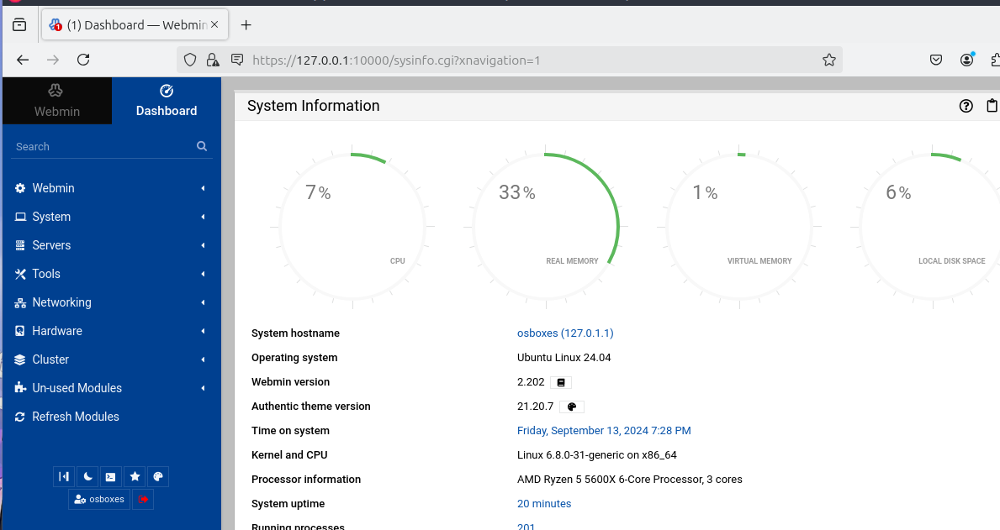 (1) Dashboard — Webmin
https://127.0.0.1:10000/sysinfo.cgi?xnavigation=1
Webmin
Dashboard
Search
Webmin
System
Servers
Tools
Networking
Hardware
Cluster
Un-used Modules
Refresh Modules
osboxes
System Information
7%
CPU
33%
REAL MEMORY
1%
VIRTUAL MEMORY
6%
LOCAL DISK SPACE
System hostname osboxes (127.0.1.1)
Operating system Ubuntu Linux 24.04
Webmin version 2.202
Authentic theme version 21.20.7
Time on system Friday, September 13, 2024 7:28 PM
Kernel and CPU Linux 6.8.0-31-generic on x86_64
Processor information AMD Ryzen 5 5600X 6-Core Processor, 3 cores
System uptime 20 minutes
Running processes 201